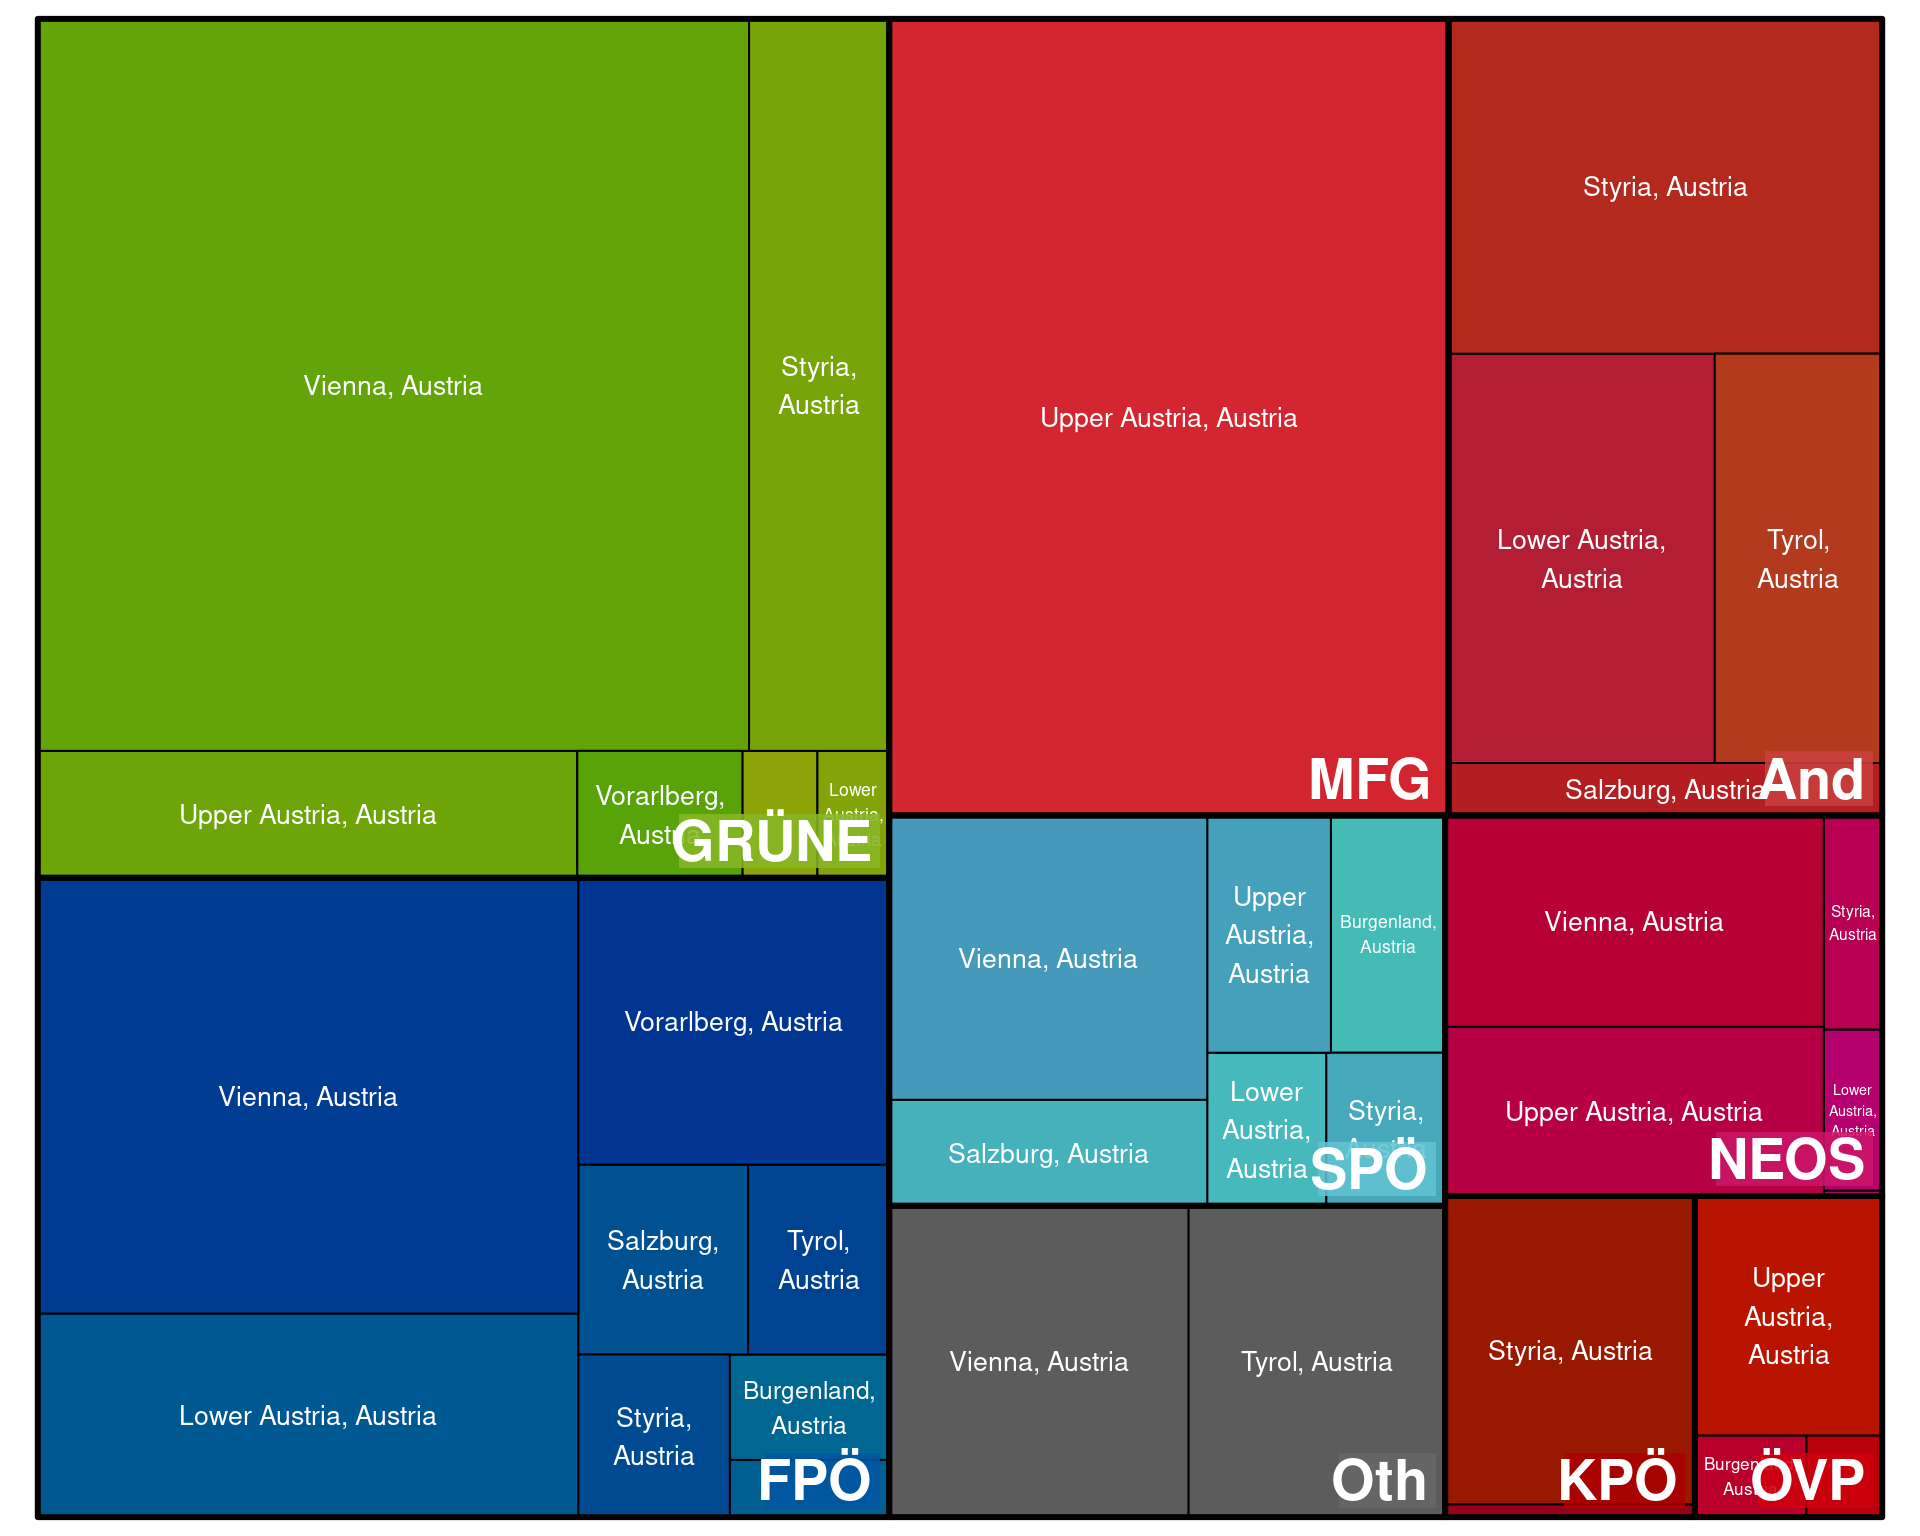 Vienna, Austria
Styria,
Austria
Upper Austria, Austria
Vorarlberg,
Lower
Austria,
GRÜNE
Vienna, Austria
Vorarlberg, Austria
Salzburg,
Austria
Tyrol,
Austria
Lower Austria, Austria
Styria,
Austria
Burgenland,
Austria
FPÖ
Upper Austria, Austria
MFG
Styria, Austria
Lower Austria,
Austria
Tyrol,
Austria
Salzburg, Austria
And
Vienna, Austria
Upper
Austria,
Austria
Burgenland,
Austria
Salzburg, Austria
Lower
Austria,
Austria
Styria,
SPÖ
Vienna, Austria
Styria,
Austria
Upper Austria, Austria
Lower
Austria,
Austria
NEOS
Vienna, Austria
Tyrol, Austria
Oth
Styria, Austria
KPÖ
Upper
Austria,
Austria
ÖVP